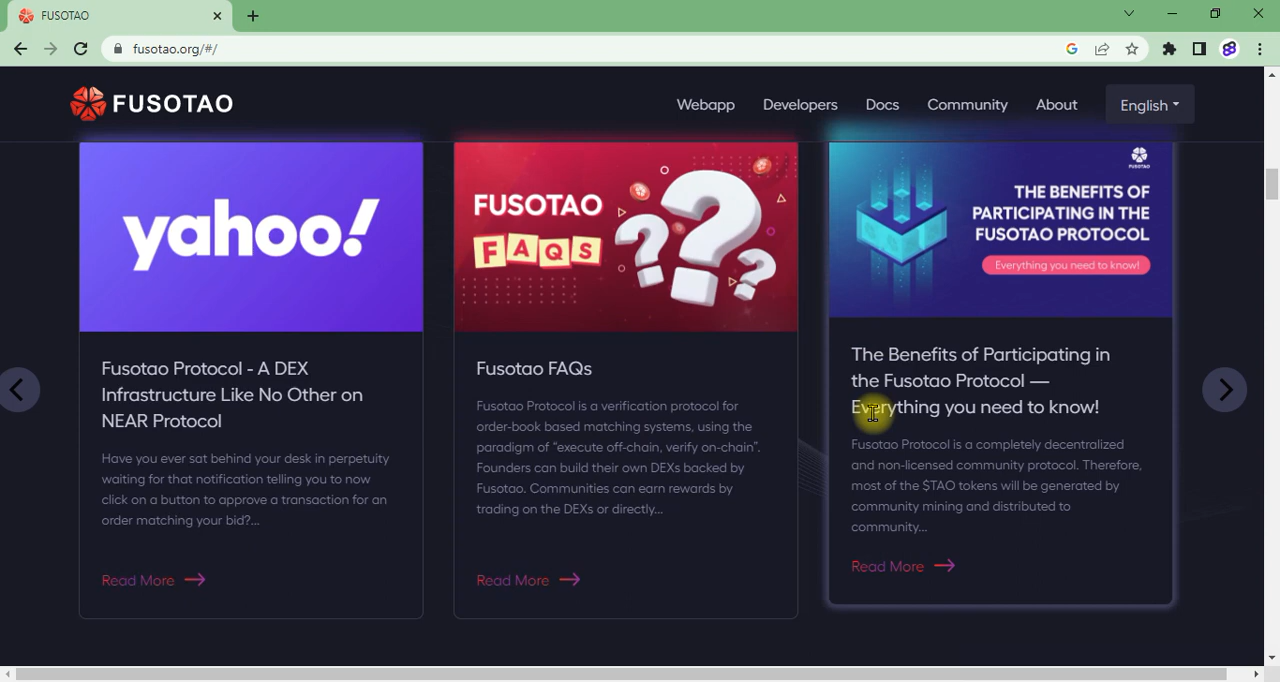 FUSOTAO
fusotao.org/#/
FUSOTAO
Webapp
Developers
Docs
Community
About
English
yahoo!
Fusotao Protocol - A DEX
Infrastructure Like No Other on
NEAR Protocol
Have you ever sat behind your desk in perpetuity
waiting for that notification telling you to now
click on a button to approve a transaction for an
order matching your bid?...
Read More
FUSOTAO
FAQS
???
Fusotao FAQs
Fusotao Protocol is a verification protocol for
order-book based matching systems, using the
paradigm of “execute off-chain, verify on-chain”.
Founders can build their own DEXs backed by
Fusotao. Communities can earn rewards by
trading on the DEXs or directly...
Read More
FUSOTAO
THE BENEFITS OF
PARTICIPATING IN THE
FUSOTAO PROTOCOL
Everything you need to know!
The Benefits of Participating in
the Fusotao Protocol —
Everything you need to know!
Fusotao Protocol is a completely decentralized
and non-licensed community protocol. Therefore,
most of the $TAO tokens will be generated by
community mining and distributed to
community...
Read More